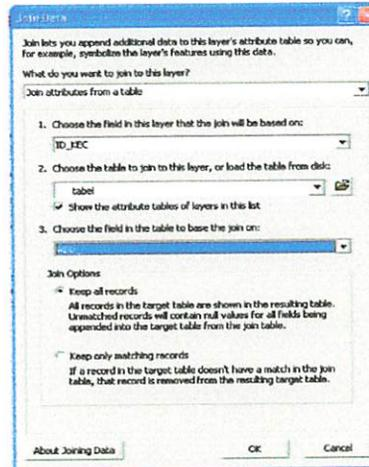 Join Data
Join lets you append additional data to this layer's attribute table so you can,
for example, symbolize the layer's features using this data.
What do you want to join to this layer?
Join attributes from a table
1. Choose the field in this layer that the join will be based on:
ID_KEC
2. Choose the table to join to this layer, or load the table from disk:
tabel
Show the attribute tables of layers in this list
3. Choose the field in the table to base the join on:
Join Options
Keep all records
All records in the target table are shown in the resulting table.
Unmatched records will contain null values for all fields being
appended into the target table from the join table.
Keep only matching records
If a record in the target table doesn't have a match in the join
table, that record is removed from the resulting target table.
About Joining Data
OK
Cancel